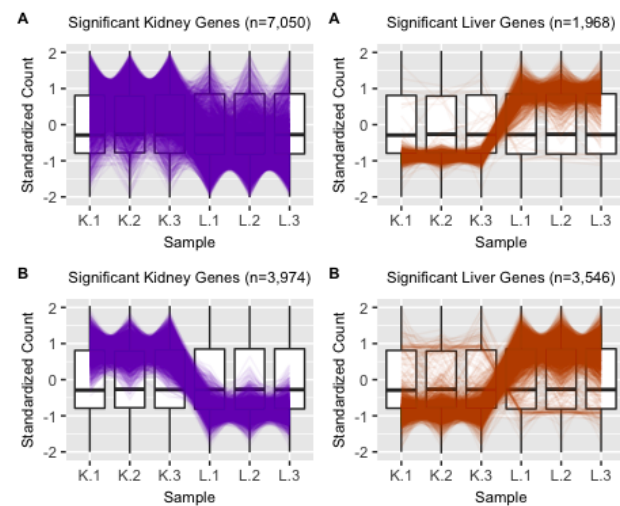 A Significant Kidney Genes (n=7,050)
Standardized Count
2
1
0
-1
-2
K.1 K.2 K.3 L.1 L.2 L.3
Sample
A Significant Liver Genes (n=1,968)
Standardized Count
2
1
0
-1
-2
K.1 K.2 K.3 L.1 L.2 L.3
Sample
B Significant Kidney Genes (n=3,974)
Standardized Count
2
1
0
-1
-2
K.1 K.2 K.3 L.1 L.2 L.3
Sample
B Significant Liver Genes (n=3,546)
Standardized Count
2
1
0
-1
-2
K.1 K.2 K.3 L.1 L.2 L.3
Sample